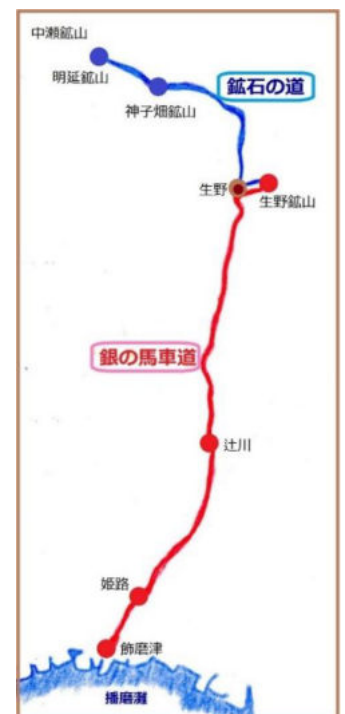 中瀬鉱山
明延鉱山
神子畑鉱山
鉱石の道
生野
生野鉱山
銀の馬車道
辻川
姫路
飾磨津
播磨灘